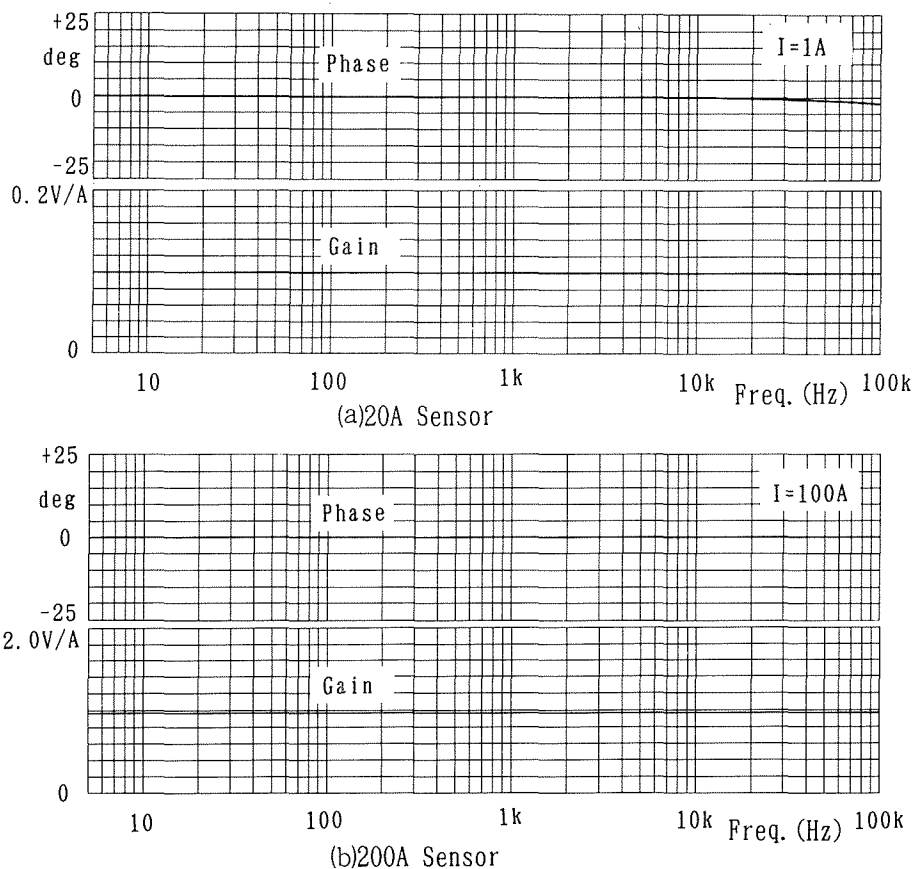 +25
deg
Phase
I=1A
0
-25
0.2V/A
Gain
0
10 100 1k 10k Freq.(Hz) 100k
(a)20A Sensor
+25
deg
Phase
I=100A
0
-25
2.0V/A
Gain
0
10 100 1k 10k Freq.(Hz) 100k
(b)200A Sensor